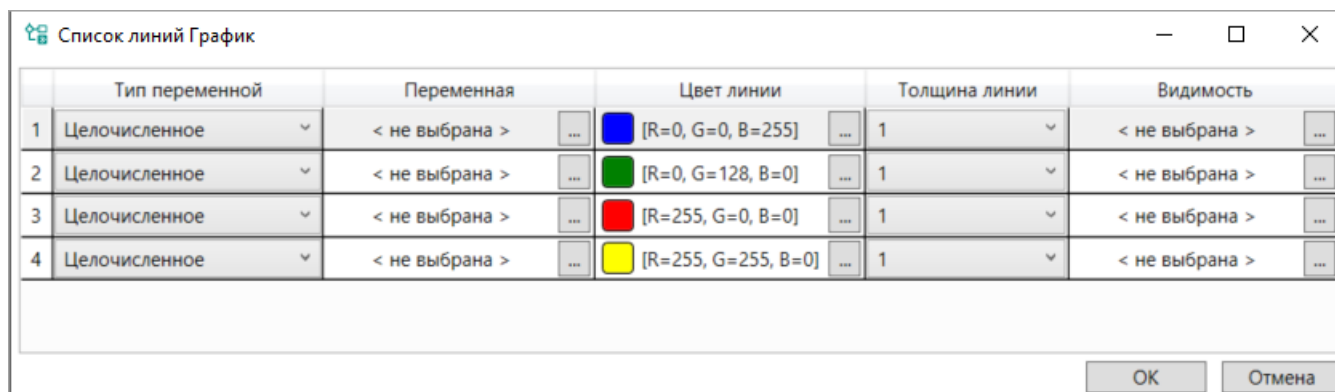 Список линий График
Тип переменной Переменная Цвет линии Толщина линии Видимость
1 Целочисленное < не выбрана > ... [R=0, G=0, B=255] ... 1 < не выбрана > ...
2 Целочисленное < не выбрана > ... [R=0, G=128, B=0] ... 1 < не выбрана > ...
3 Целочисленное < не выбрана > ... [R=255, G=0, B=0] ... 1 < не выбрана > ...
4 Целочисленное < не выбрана > ... [R=255, G=255, B=0] ... 1 < не выбрана > ...
ОК Отмена